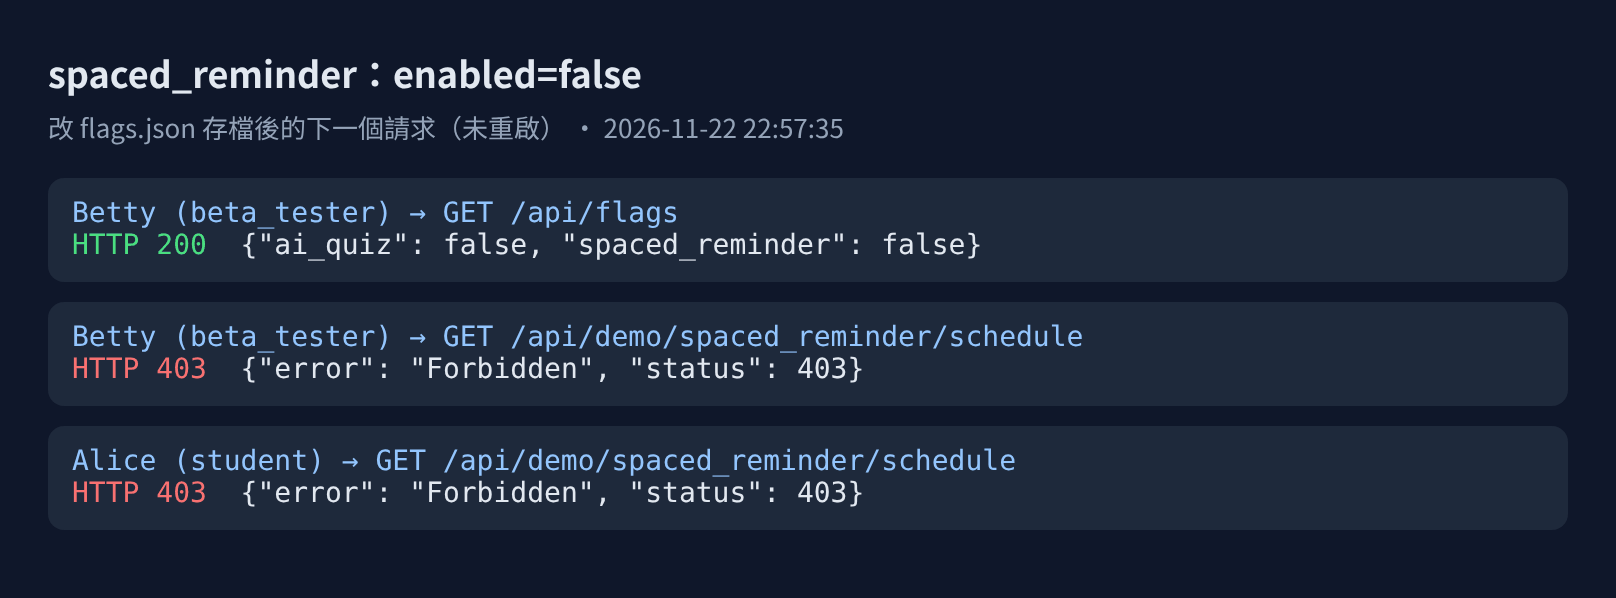 spaced_reminder：enabled=false
改 flags.json 存檔後的下一個請求（未重啟） • 2026-11-22 22:57:35
Betty (beta_tester) → GET /api/flags
HTTP 200 {"ai_quiz": false, "spaced_reminder": false}
Betty (beta_tester) → GET /api/demo/spaced_reminder/schedule
HTTP 403 {"error": "Forbidden", "status": 403}
Alice (student) → GET /api/demo/spaced_reminder/schedule
HTTP 403 {"error": "Forbidden", "status": 403}